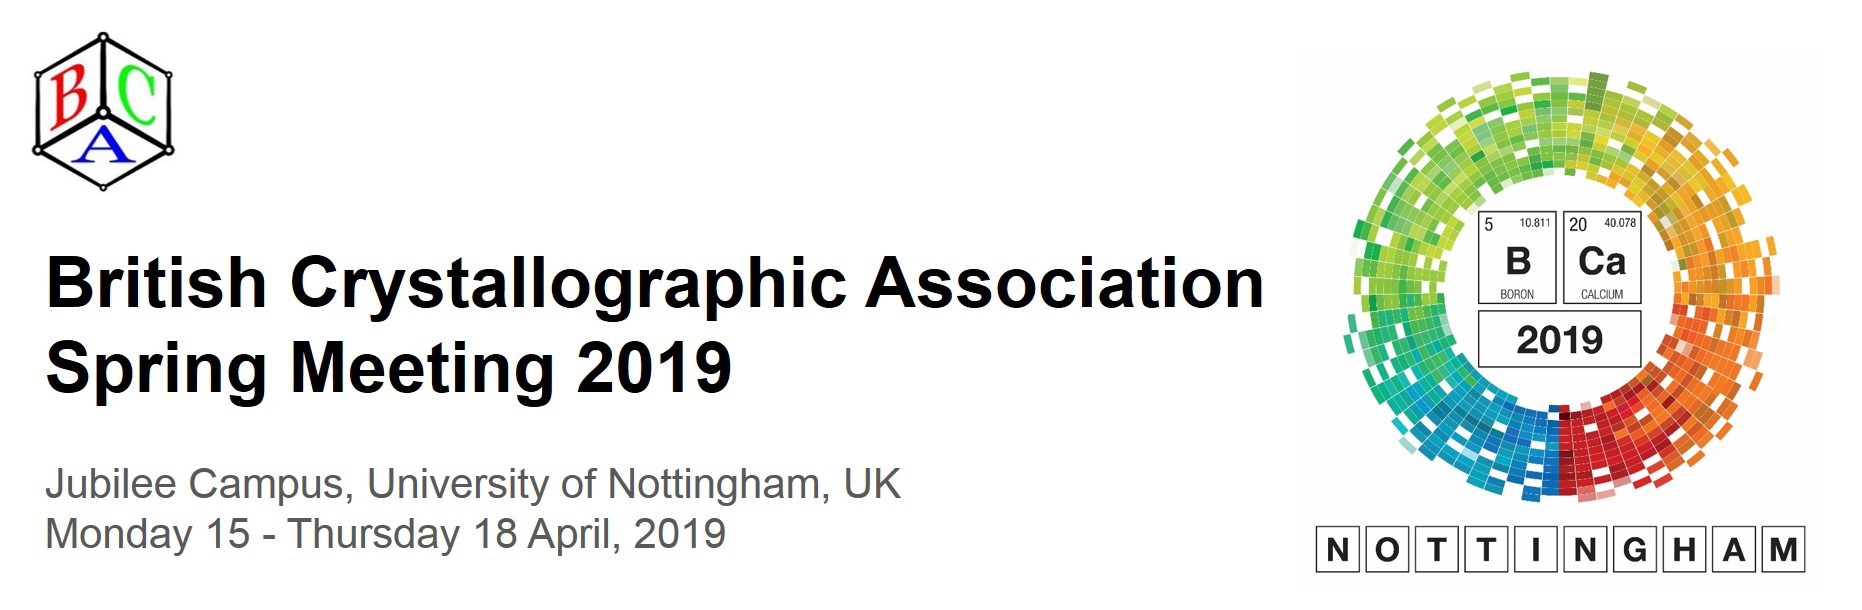 B C
A
British Crystallographic Association
Spring Meeting 2019
Jubilee Campus, University of Nottingham, UK
Monday 15 - Thursday 18 April, 2019
5 10.811 20 40.078
B Ca
BORON CALCIUM
2019
NOTTINGHAM